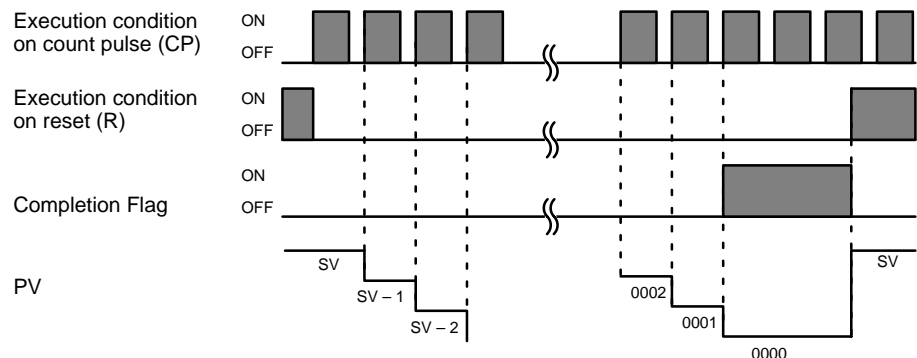 Execution condition
on count pulse (CP)
ON
OFF
Execution condition
on reset (R)
ON
OFF
Completion Flag
ON
OFF
PV
SV
SV – 1
SV – 2
0002
0001
0000
SV